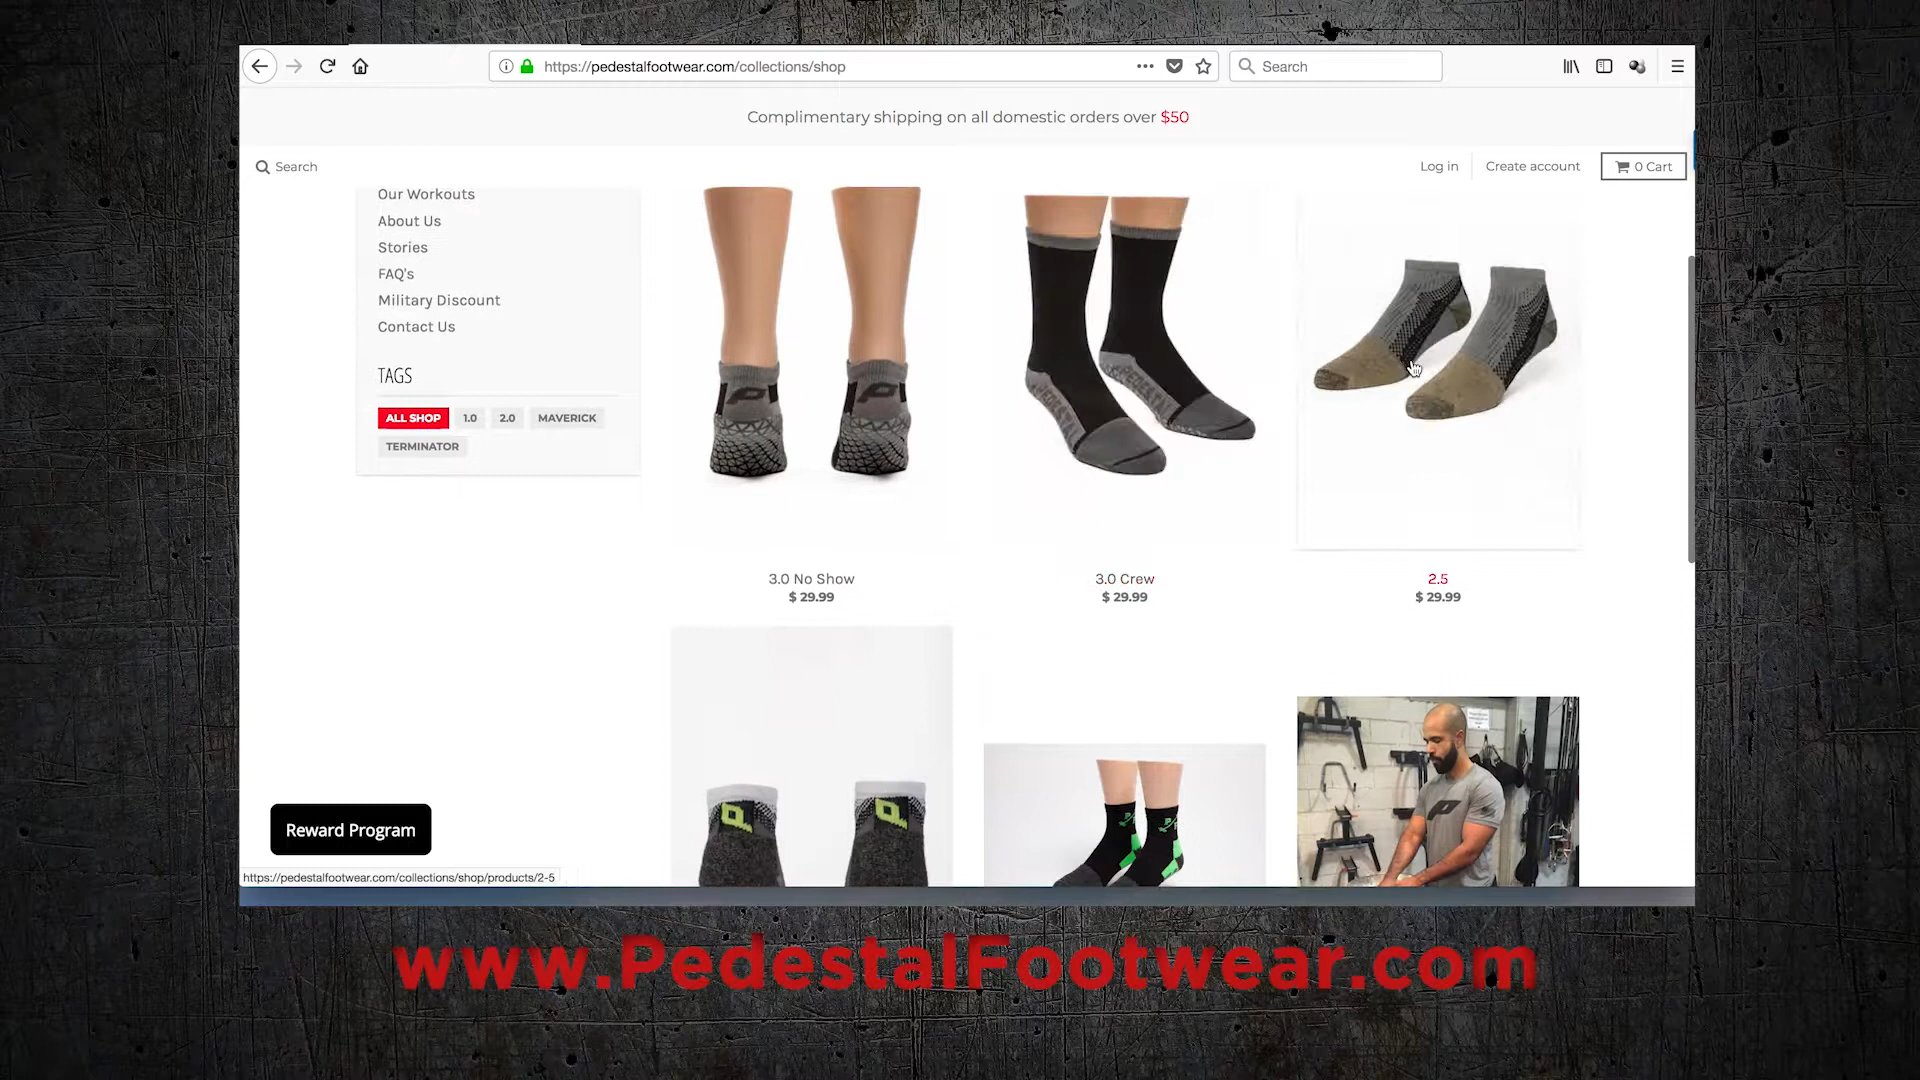 https://pedestalfootwear.com/collections/shop
Search
Complimentary shipping on all domestic orders over $50
Search
Log in
Create account
0 Cart
Our Workouts
About Us
Stories
FAQ's
Military Discount
Contact Us
TAGS
ALL SHOP 1.0 2.0 MAVERICK
TERMINATOR
3.0 No Show
$ 29.99
3.0 Crew
$ 29.99
2.5
$ 29.99
Reward Program
https://pedestalfootwear.com/collections/shop/products/2-5
www.PedestalFootwear.com